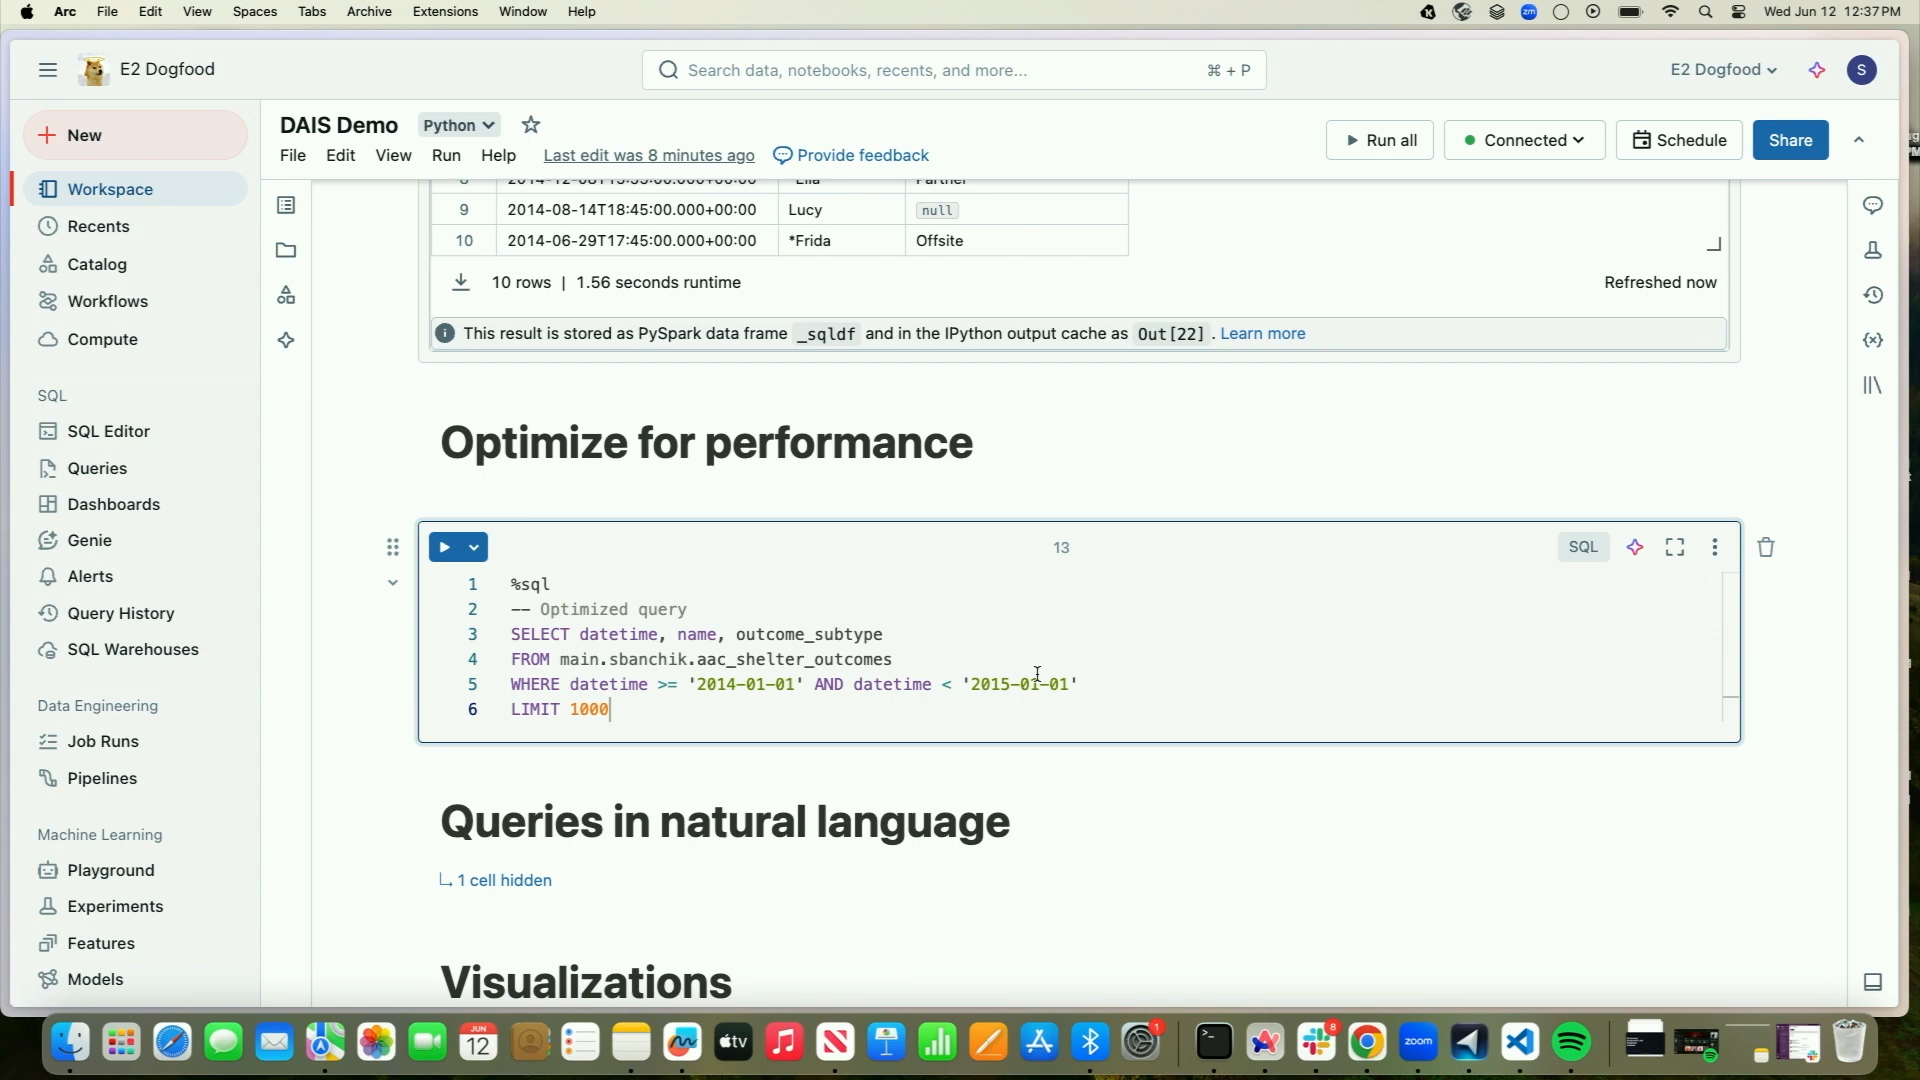 Arc File Edit View Spaces Tabs Archive Extensions Window Help
zm
Wed Jun 12 12:37 PM
E2 Dogfood
Search data, notebooks, recents, and more...
⌘ + P
E2 Dogfood
S
New
Workspace
Recents
Catalog
Workflows
Compute
SQL
SQL Editor
Queries
Dashboards
Genie
Alerts
Query History
SQL Warehouses
Data Engineering
Job Runs
Pipelines
Machine Learning
Playground
Experiments
Features
Models
DAIS Demo
Python
File Edit View Run Help
Last edit was 8 minutes ago
Provide feedback
Run all
Connected
Schedule
Share
9 2014-08-14T18:45:00.000+00:00 Lucy null
10 2014-06-29T17:45:00.000+00:00 *Frida Offsite
10 rows | 1.56 seconds runtime
Refreshed now
This result is stored as PySpark data frame _sqldf and in the IPython output cache as Out[22]. Learn more
Optimize for performance
13
SQL
1 %sql
2 -- Optimized query
3 SELECT datetime, name, outcome_subtype
4 FROM main.sbanchik.aac_shelter_outcomes
5 WHERE datetime >= '2014-01-01' AND datetime < '2015-01-01'
6 LIMIT 1000
Queries in natural language
1 cell hidden
Visualizations
JUN
12
tv
1
8
zoom